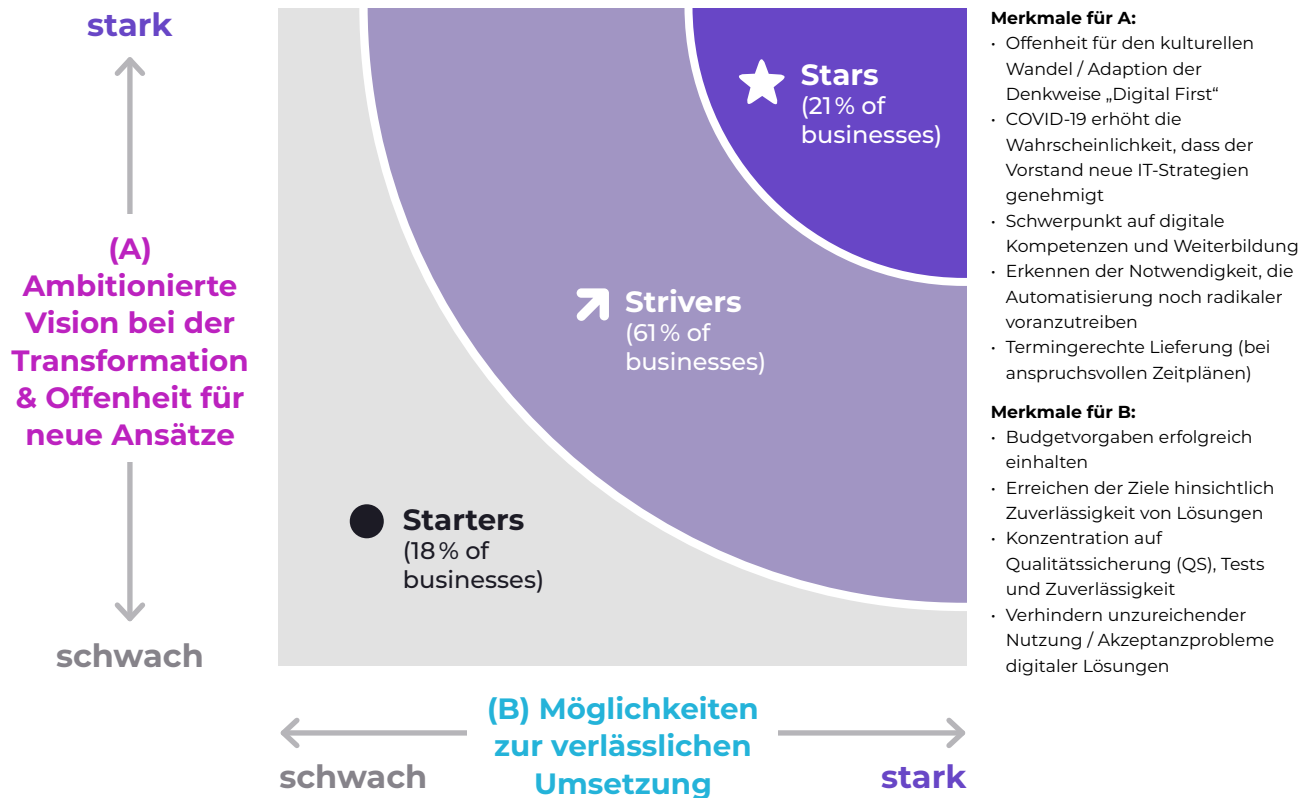 stark
(A)
Ambitionierte
Vision bei der
Transformation
& Offenheit für
neue Ansätze
schwach
Stars
(21 % of
businesses)
Strivers
(61 % of
businesses)
Starters
(18 % of
businesses)
(B) Möglichkeiten
zur verlässlichen
Umsetzung
schwach
stark
Merkmale für A:
· Offenheit für den kulturellen
Wandel / Adaption der
Denkweise „Digital First“
· COVID-19 erhöht die
Wahrscheinlichkeit, dass der
Vorstand neue IT-Strategien
genehmigt
· Schwerpunkt auf digitale
Kompetenzen und Weiterbildung
· Erkennen der Notwendigkeit, die
Automatisierung noch radikaler
voranzutreiben
· Termingerechte Lieferung (bei
anspruchsvollen Zeitplänen)
Merkmale für B:
· Budgetvorgaben erfolgreich
einhalten
· Erreichen der Ziele hinsichtlich
Zuverlässigkeit von Lösungen
· Konzentration auf
Qualitätssicherung (QS), Tests
und Zuverlässigkeit
· Verhindern unzureichender
Nutzung / Akzeptanzprobleme
digitaler Lösungen